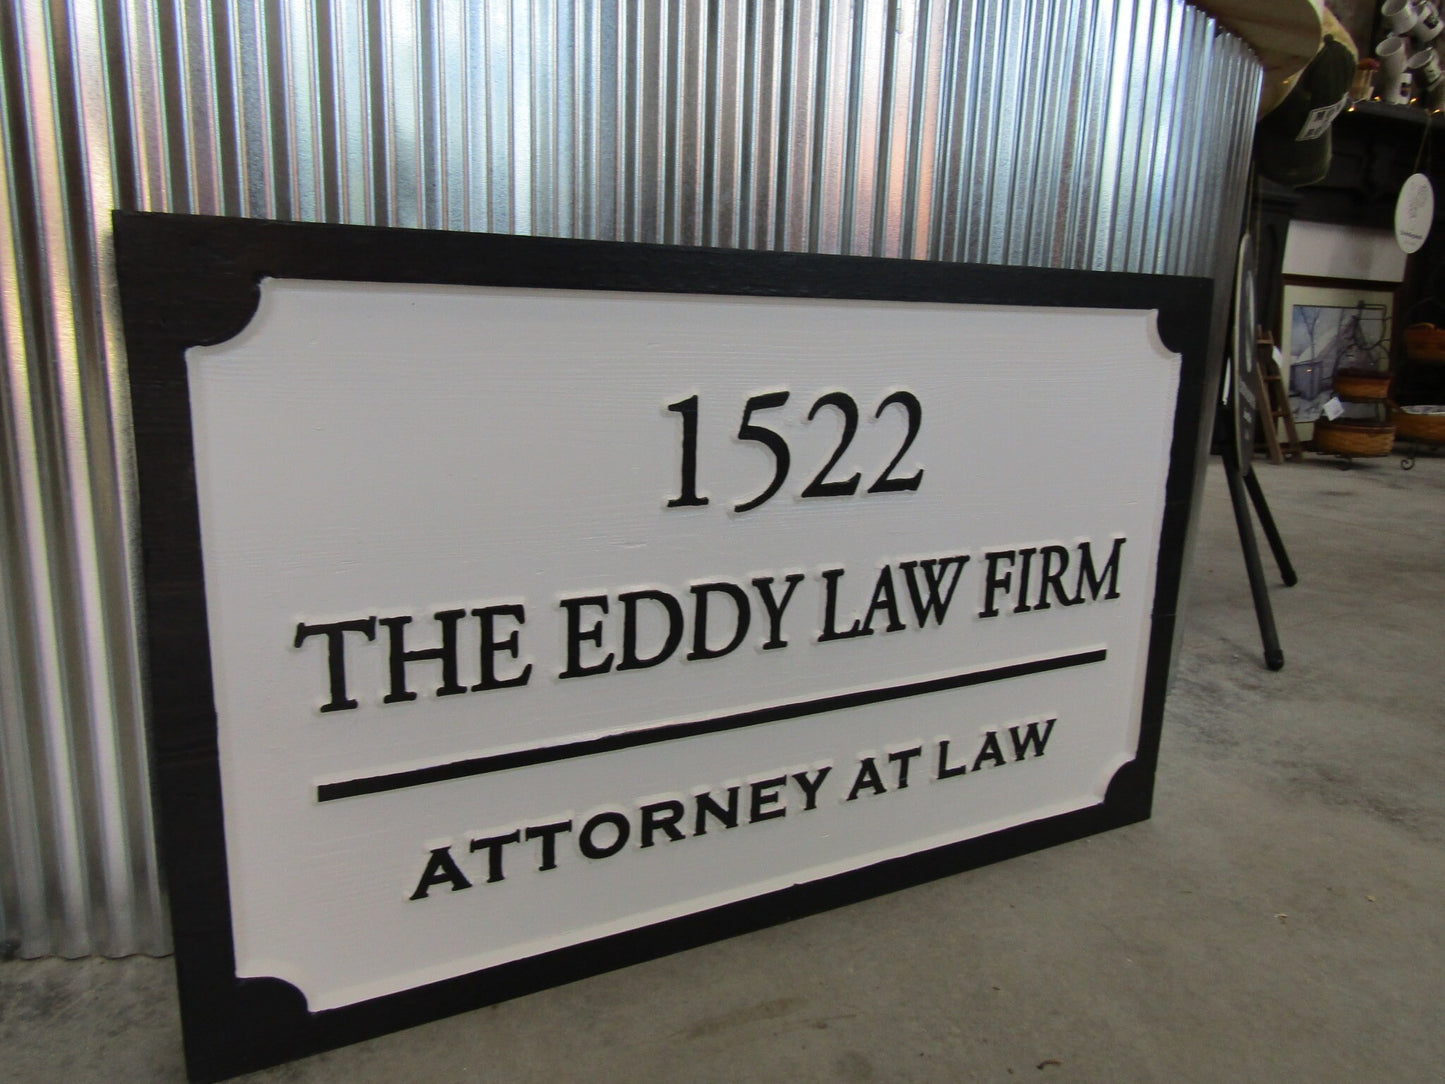 1522
THE EDDY LAW FIRM
ATTORNEY AT LAW